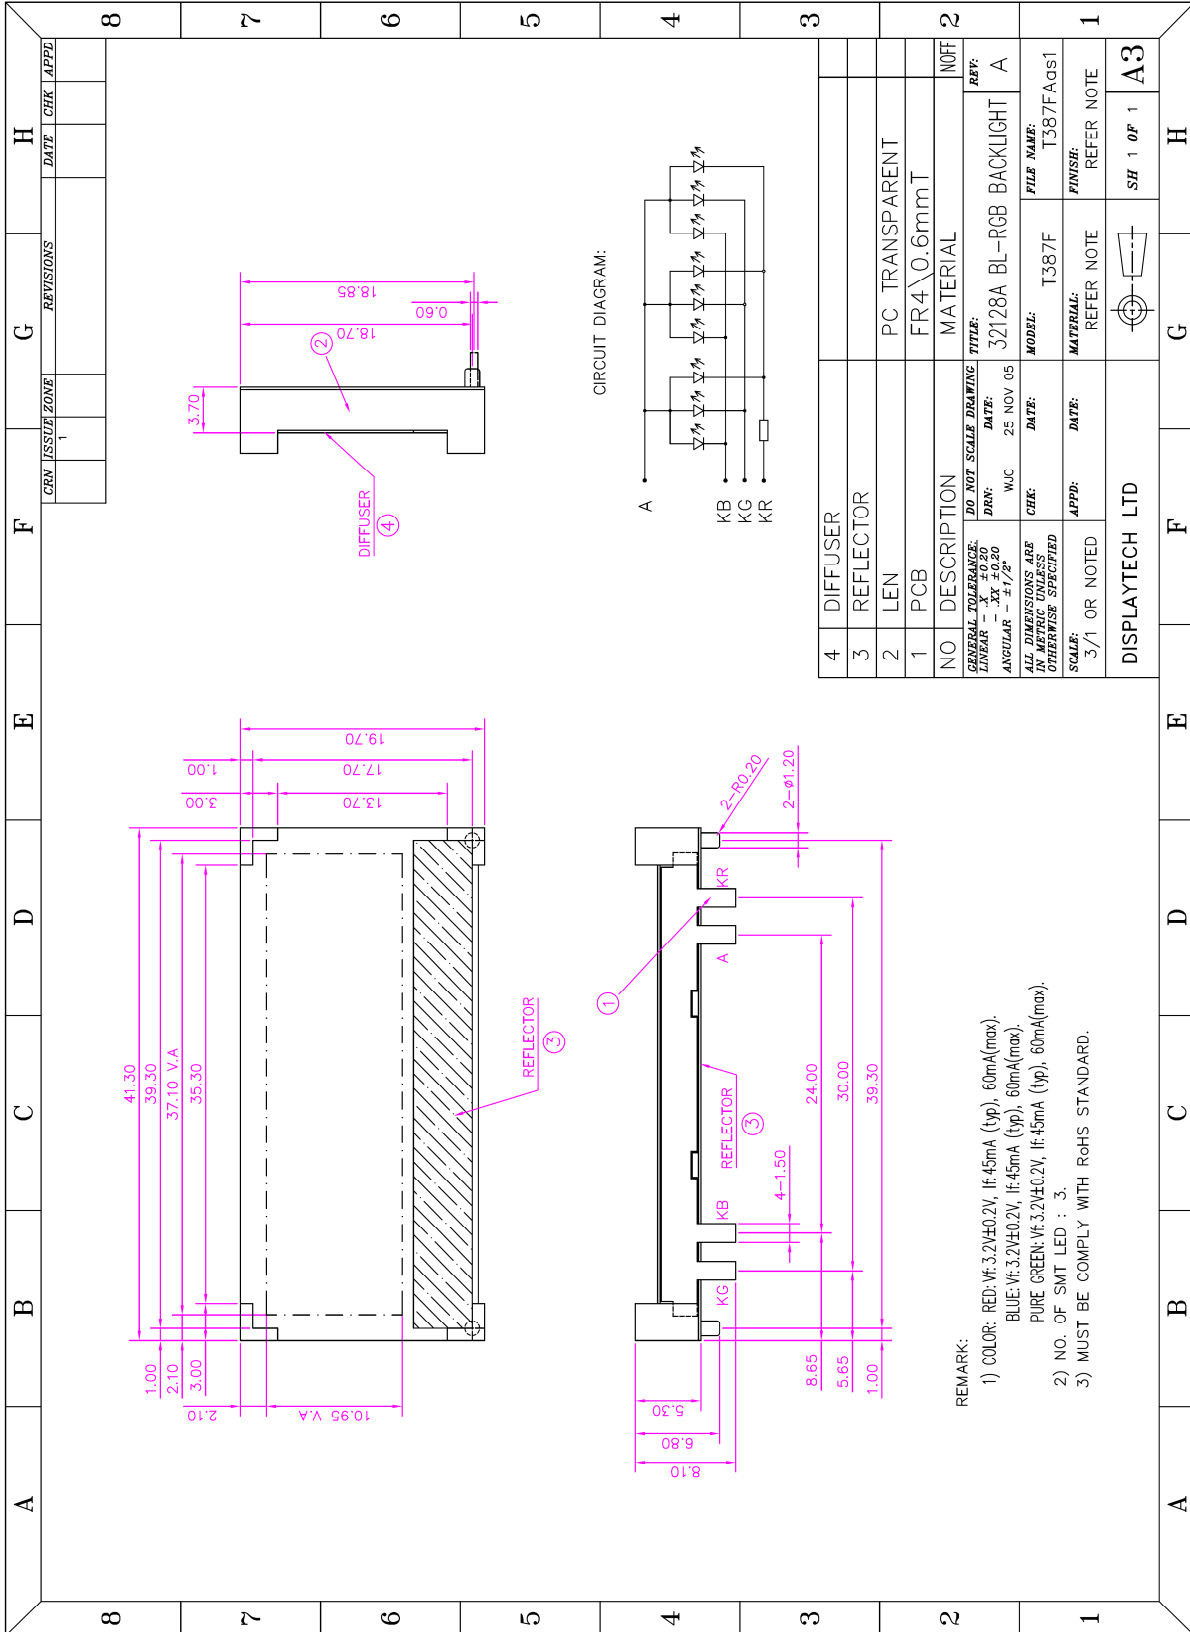 A B C D E F G H
8 7 6 5 4 3 2 1
CRN ISSUE ZONE REVISIONS DATE CHK APPD
1
41.30
39.30
37.10 V.A
35.30
1.00
2.10
3.00
2.10
10.95 V.A
3.00
1.00
13.70
17.70
19.70
REFLECTOR
3
3.70
18.85
18.70
0.60
2
DIFFUSER
4
5.30
6.80
8.10
KG
KB
A
KR
1
REFLECTOR
3
4-1.50
2-R0.20
2-ø1.20
8.65
24.00
5.65
30.00
1.00
39.30
CIRCUIT DIAGRAM:
A
KB
KG
KR
REMARK:
1) COLOR: RED: Vf: 3.2V±0.2V, If:45mA (typ), 60mA(max).
BLUE: Vf: 3.2V±0.2V, If:45mA (typ), 60mA(max).
PURE GREEN: Vf: 3.2V±0.2V, If:45mA (typ), 60mA(max).
2) NO. OF SMT LED : 3.
3) MUST BE COMPLY WITH RoHS STANDARD.
4 DIFFUSER
3 REFLECTOR
2 LEN PC TRANSPARENT
1 PCB FR4\0.6mmT
NO DESCRIPTION MATERIAL NOFF
GENERAL TOLERANCE:
LINEAR - .X ±0.20
- .XX ±0.20
ANGULAR - ±1/2°
DO NOT SCALE DRAWING
DRN: DATE:
WJC 25 NOV 05
TITLE:
32128A BL-RGB BACKLIGHT
REV:
A
ALL DIMENSIONS ARE
IN METRIC UNLESS
OTHERWISE SPECIFIED
CHK: DATE:
MODEL:
T387F
FILE NAME:
T387FAas1
SCALE:
3/1 OR NOTED
APPD: DATE:
MATERIAL:
REFER NOTE
FINISH:
REFER NOTE
DISPLAYTECH LTD
SH 1 OF 1
A3
A B C D E F G H
8 7 6 5 4 3 2 1